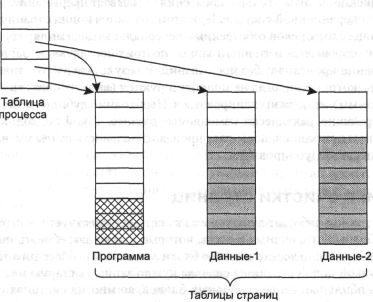 Таблица
процесса
Программа
Данные-1
Данные-2
Таблицы страниц